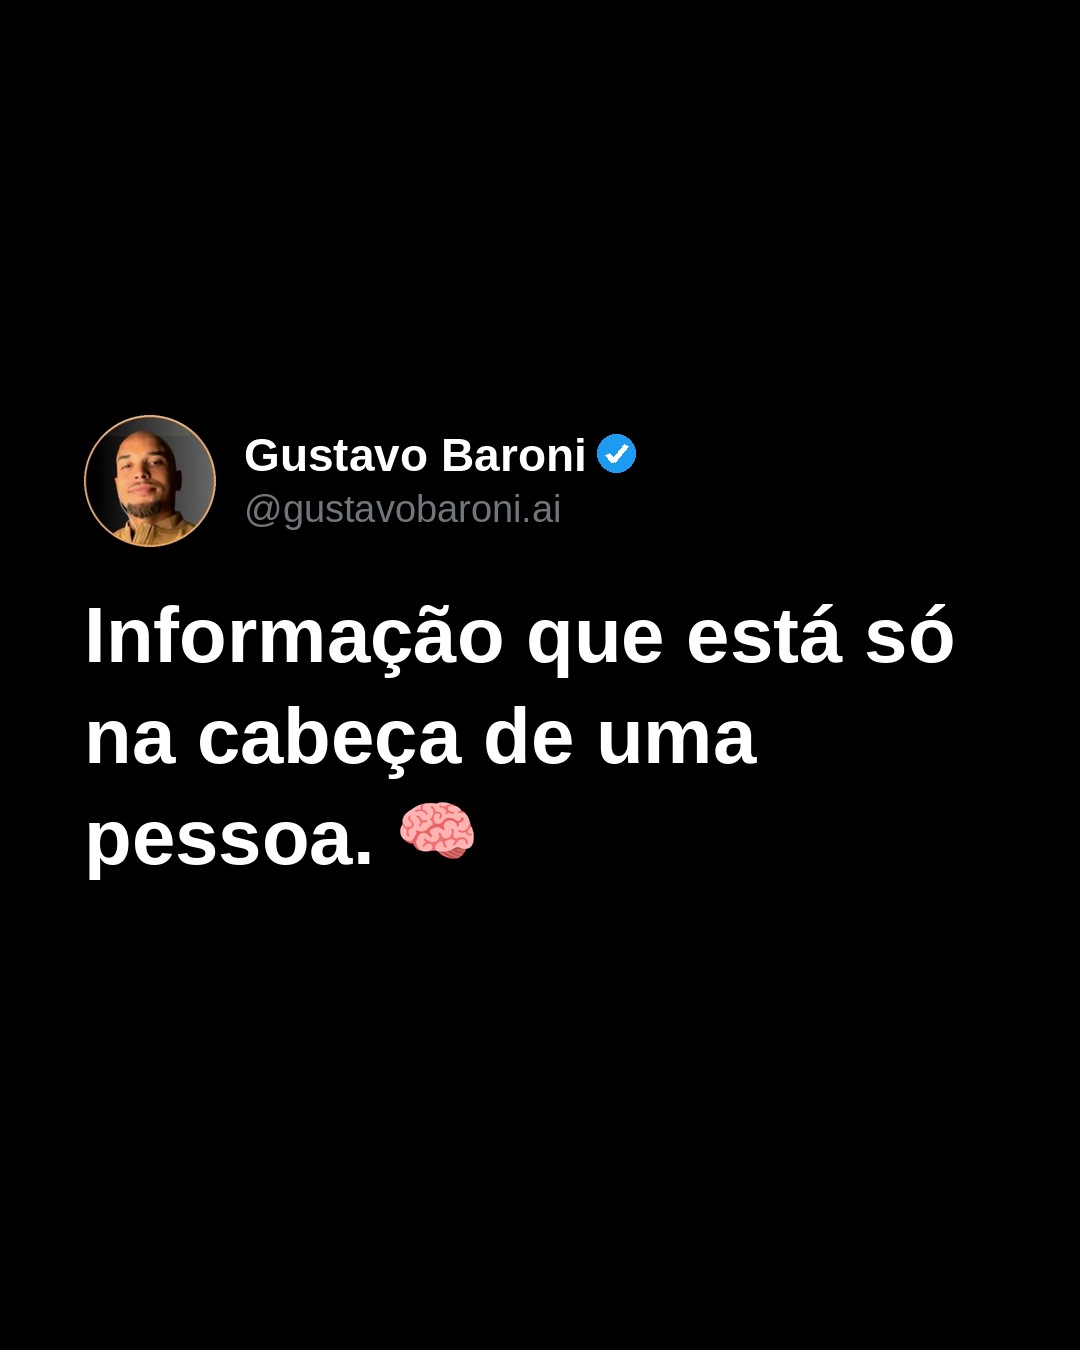 Gustavo Baroni
@gustavobaroni.ai
Informação que está só
na cabeça de uma
pessoa. 🧠